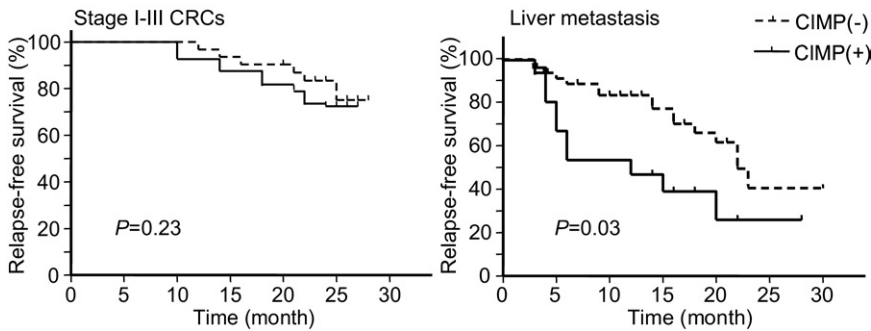 Stage I-III CRCs
Relapse-free survival (%)
100
80
60
40
20
0
P=0.23
0 5 10 15 20 25 30
Time (month)
Liver metastasis
CIMP(-)
CIMP(+)
Relapse-free survival (%)
100
80
60
40
20
0
P=0.03
0 5 10 15 20 25 30
Time (month)